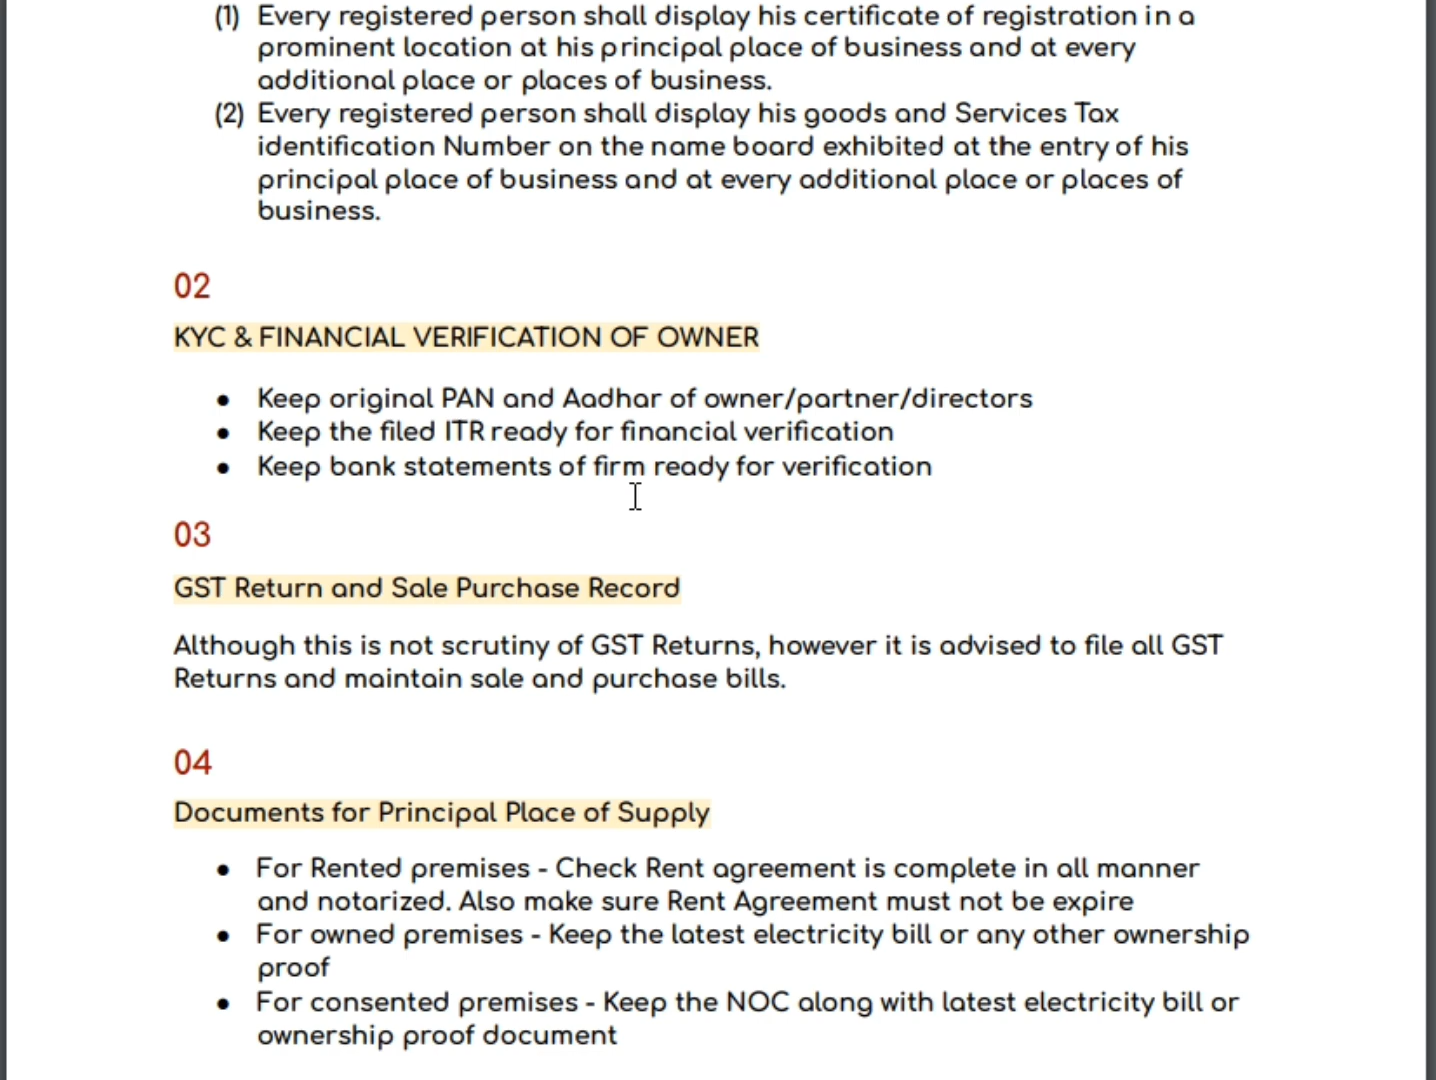 (1) Every registered person shall display his certificate of registration in a
prominent location at his principal place of business and at every
additional place or places of business.
(2) Every registered person shall display his goods and Services Tax
identification Number on the name board exhibited at the entry of his
principal place of business and at every additional place or places of
business.
02
KYC & FINANCIAL VERIFICATION OF OWNER
● Keep original PAN and Aadhar of owner/partner/directors
● Keep the filed ITR ready for financial verification
● Keep bank statements of firm ready for verification
03
GST Return and Sale Purchase Record
Although this is not scrutiny of GST Returns, however it is advised to file all GST
Returns and maintain sale and purchase bills.
04
Documents for Principal Place of Supply
● For Rented premises - Check Rent agreement is complete in all manner
and notarized. Also make sure Rent Agreement must not be expire
● For owned premises - Keep the latest electricity bill or any other ownership
proof
● For consented premises - Keep the NOC along with latest electricity bill or
ownership proof document